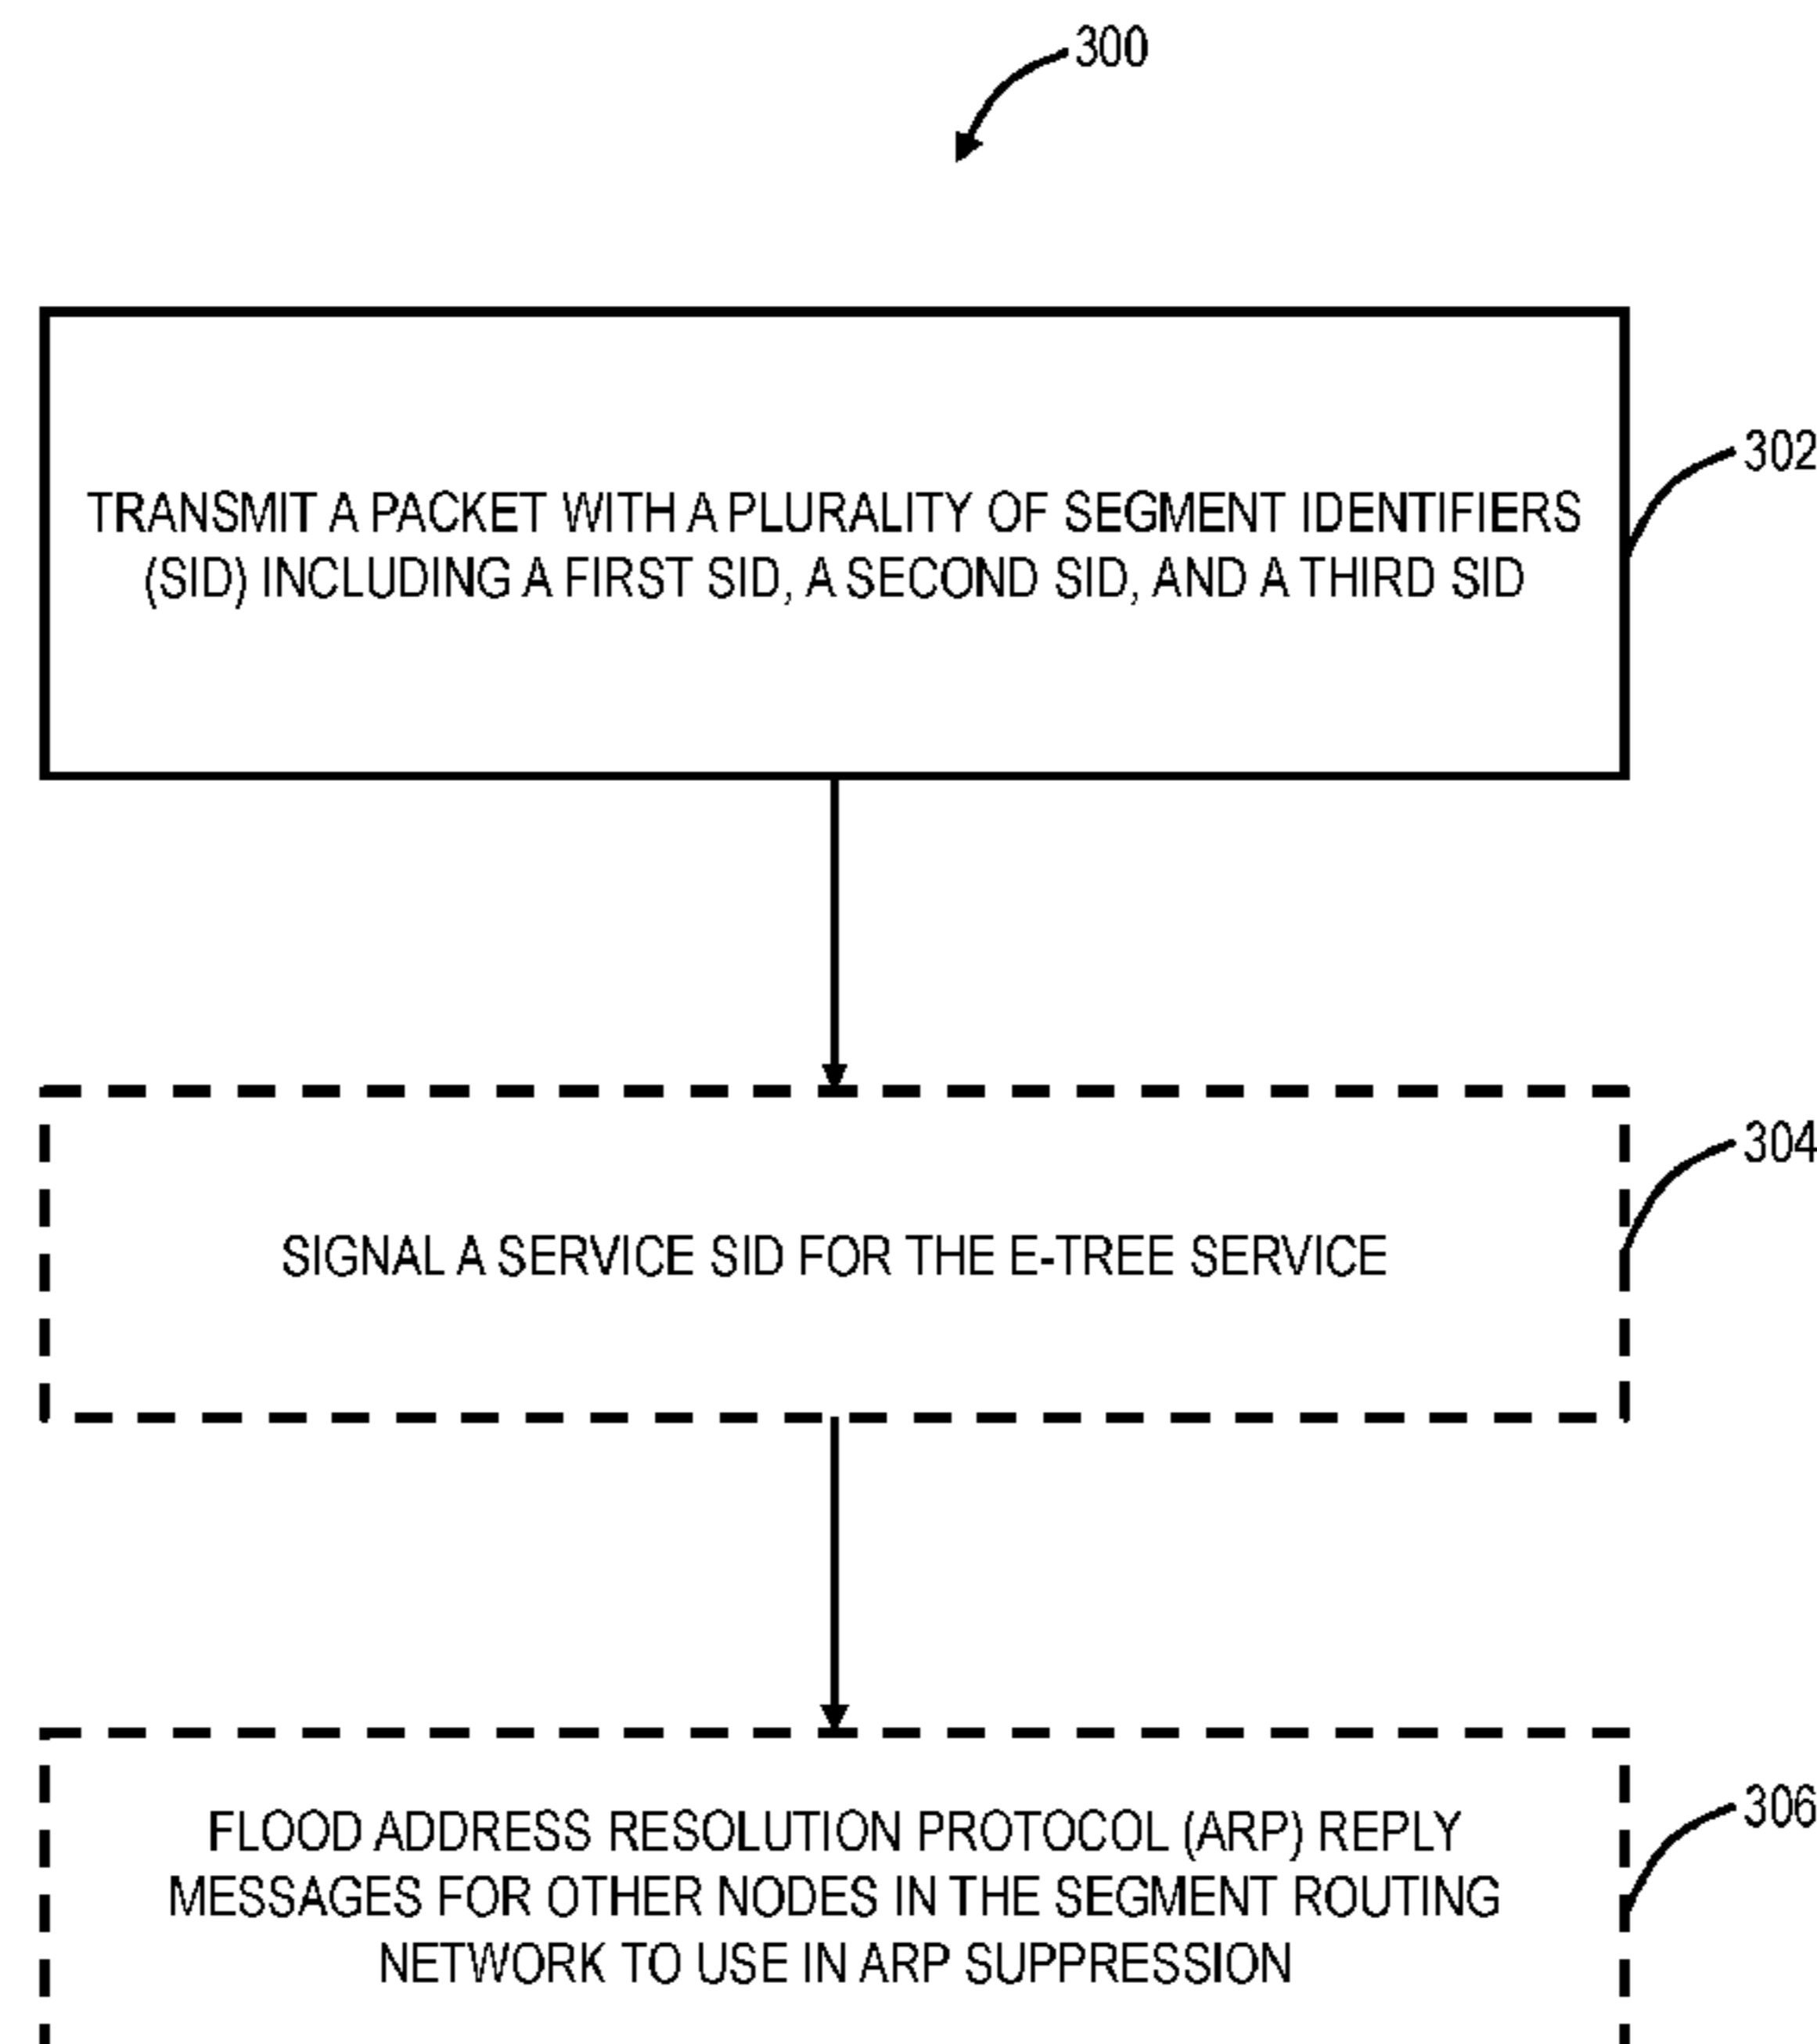 300
302
TRANSMIT A PACKET WITH A PLURALITY OF SEGMENT IDENTIFIERS
(SID) INCLUDING A FIRST SID, A SECOND SID, AND A THIRD SID
304
SIGNAL A SERVICE SID FOR THE E-TREE SERVICE
306
FLOOD ADDRESS RESOLUTION PROTOCOL (ARP) REPLY
MESSAGES FOR OTHER NODES IN THE SEGMENT ROUTING
NETWORK TO USE IN ARP SUPPRESSION